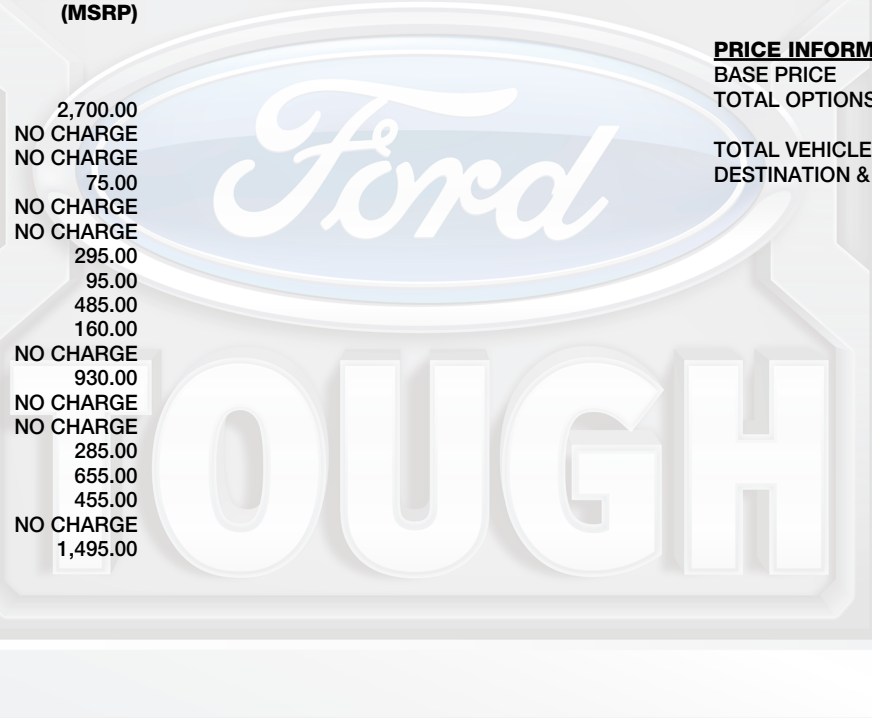 (MSRP)
2,700.00
NO CHARGE
NO CHARGE
75.00
NO CHARGE
NO CHARGE
295.00
95.00
485.00
160.00
NO CHARGE
930.00
NO CHARGE
NO CHARGE
285.00
655.00
455.00
NO CHARGE
1,495.00
PRICE INFORM
BASE PRICE
TOTAL OPTIONS
TOTAL VEHICLE
DESTINATION &
Ford
TOUGH